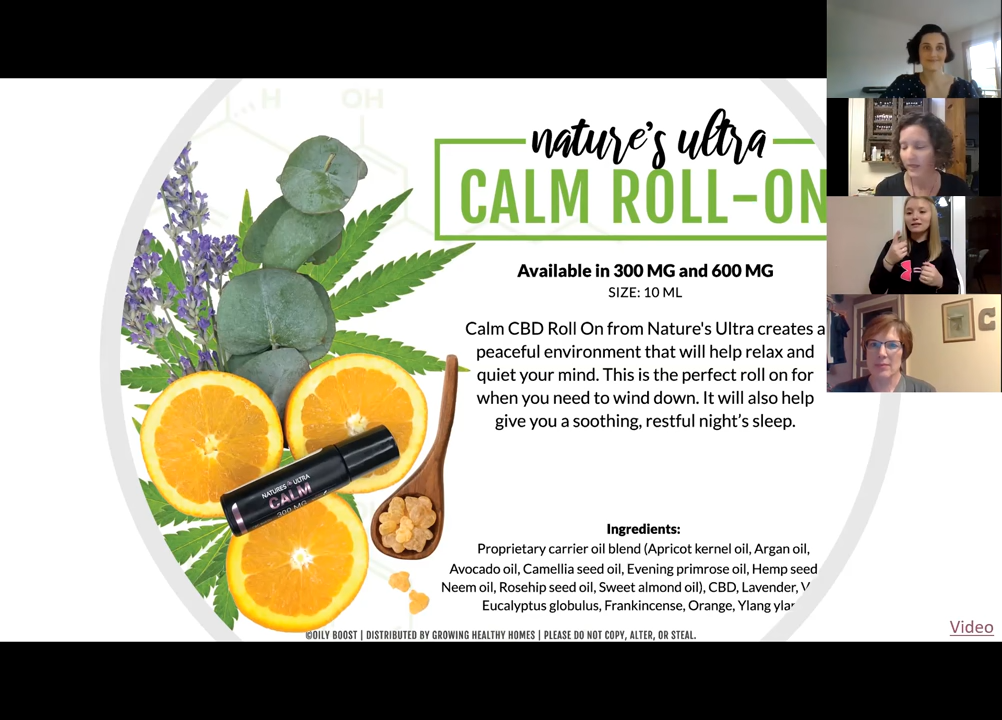 H
OH
nature's ultra
CALM ROLL-ON
Available in 300 MG and 600 MG
SIZE: 10 ML
Calm CBD Roll On from Nature's Ultra creates a
peaceful environment that will help relax and
quiet your mind. This is the perfect roll on for
when you need to wind down. It will also help
give you a soothing, restful night's sleep.
NATURE'S ULTRA
CALM
300 MG
Ingredients:
Proprietary carrier oil blend (Apricot kernel oil, Argan oil,
Avocado oil, Camellia seed oil, Evening primrose oil, Hemp seed
Neem oil, Rosehip seed oil, Sweet almond oil), CBD, Lavender,
Eucalyptus globulus, Frankincense, Orange, Ylang
©OILY BOOST | DISTRIBUTED BY GROWING HEALTHY HOMES | PLEASE DO NOT COPY, ALTER, OR STEAL.
Video
C